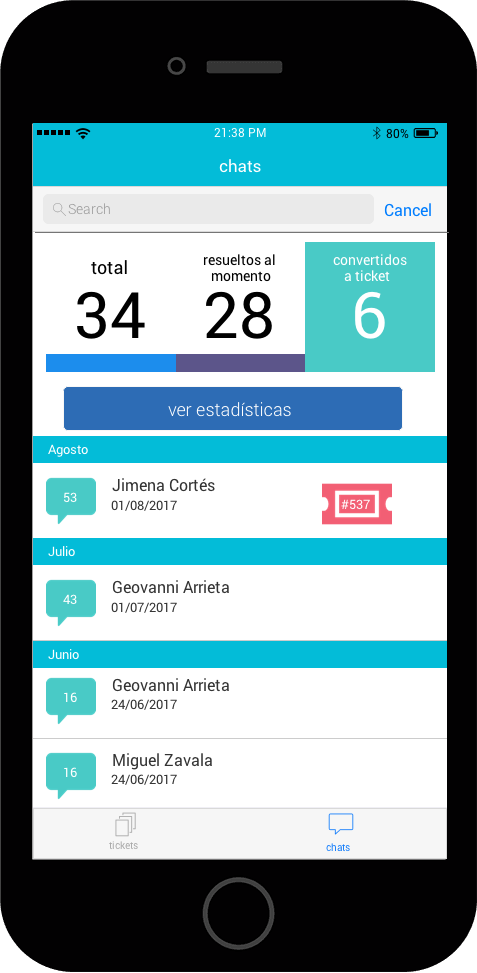 21:38 PM
80%
chats
Search
Cancel
total
34
resueltos al
momento
28
convertidos
a ticket
6
ver estadísticas
Agosto
53
Jimena Cortés
01/08/2017
#537
Julio
43
Geovanni Arrieta
01/07/2017
Junio
16
Geovanni Arrieta
24/06/2017
16
Miguel Zavala
24/06/2017
tickets
chats